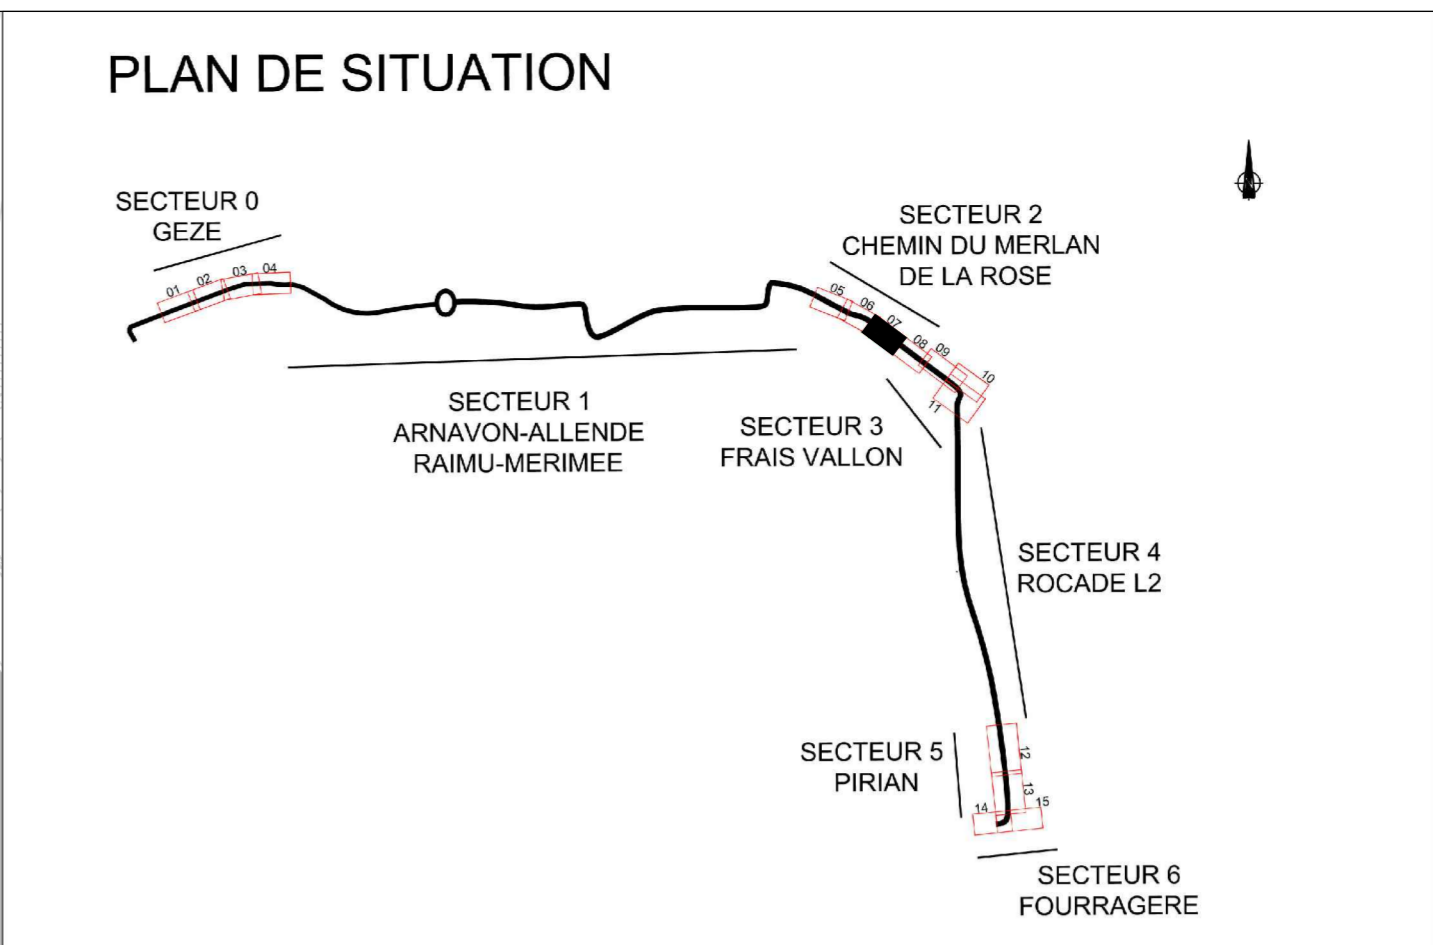 PLAN DE SITUATION
SECTEUR 0
GEZE
01
02
03
04
SECTEUR 1
ARNAVON-ALLENDE
RAIMU-MERIMEE
SECTEUR 2
CHEMIN DU MERLAN
DE LA ROSE
05
06
07
08
09
10
11
SECTEUR 3
FRAIS VALLON
SECTEUR 4
ROCADE L2
SECTEUR 5
PIRIAN
12
13
14
15
SECTEUR 6
FOURRAGERE